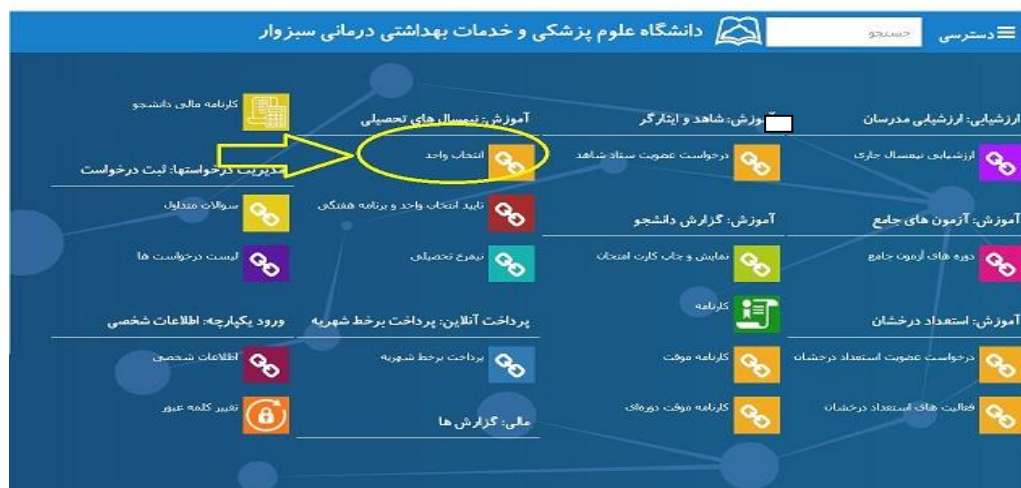 دسترسی
جستجو
دانشگاه علوم پزشکی و خدمات بهداشتی درمانی سبزوار
ارزشیابی: ارزشیابی مدرسان
ارزشیابی نیمسال جاری
آموزش: آزمون های جامع
دوره های آزمون جامع
آموزش: استعداد درخشان
درخواست عضویت استعداد درخشان
فعالیت های استعداد درخشان
آموزش: شاهد و ایثارگر
درخواست عضویت ستاد شاهد
آموزش: گزارش دانشجو
نمایش و چاپ کارت امتحان
کارنامه
کارنامه موقت
کارنامه موقت دوره‌ای
آموزش: نیمسال های تحصیلی
انتخاب واحد
تایید انتخاب واحد و برنامه هفتگی
نیمرخ تحصیلی
پرداخت آنلاین: پرداخت برخط شهریه
پرداخت برخط شهریه
مالی: گزارش ها
کارنامه مالی دانشجو
مدیریت درخواستها: ثبت درخواست
سوالات متداول
لیست درخواست ها
ورود یکپارچه: اطلاعات شخصی
اطلاعات شخصی
تغییر کلمه عبور